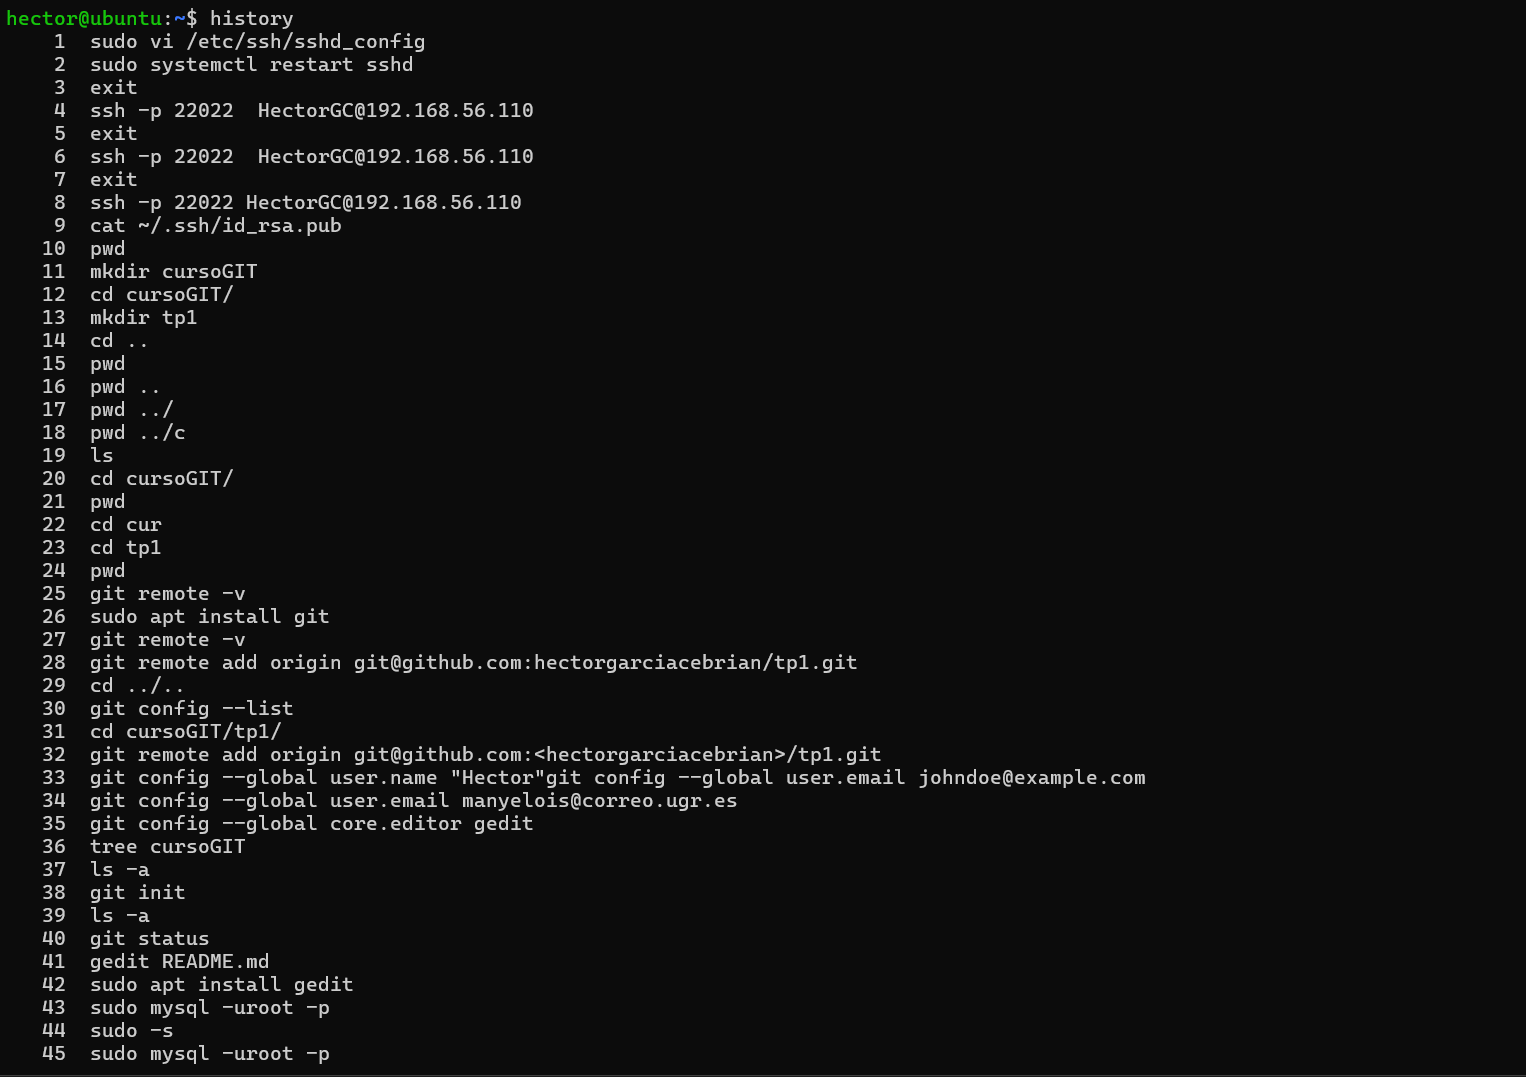 hector@ubuntu:~$ history
    1  sudo vi /etc/ssh/sshd_config
    2  sudo systemctl restart sshd
    3  exit
    4  ssh -p 22022  HectorGC@192.168.56.110
    5  exit
    6  ssh -p 22022  HectorGC@192.168.56.110
    7  exit
    8  ssh -p 22022 HectorGC@192.168.56.110
    9  cat ~/.ssh/id_rsa.pub
   10  pwd
   11  mkdir cursoGIT
   12  cd cursoGIT/
   13  mkdir tp1
   14  cd ..
   15  pwd
   16  pwd ..
   17  pwd ../
   18  pwd ../c
   19  ls
   20  cd cursoGIT/
   21  pwd
   22  cd cur
   23  cd tp1
   24  pwd
   25  git remote -v
   26  sudo apt install git
   27  git remote -v
   28  git remote add origin git@github.com:hectorgarciacebrian/tp1.git
   29  cd ../..
   30  git config --list
   31  cd cursoGIT/tp1/
   32  git remote add origin git@github.com:<hectorgarciacebrian>/tp1.git
   33  git config --global user.name "Hector"git config --global user.email johndoe@example.com
   34  git config --global user.email manyelois@correo.ugr.es
   35  git config --global core.editor gedit
   36  tree cursoGIT
   37  ls -a
   38  git init
   39  ls -a
   40  git status
   41  gedit README.md
   42  sudo apt install gedit
   43  sudo mysql -uroot -p
   44  sudo -s
   45  sudo mysql -uroot -p